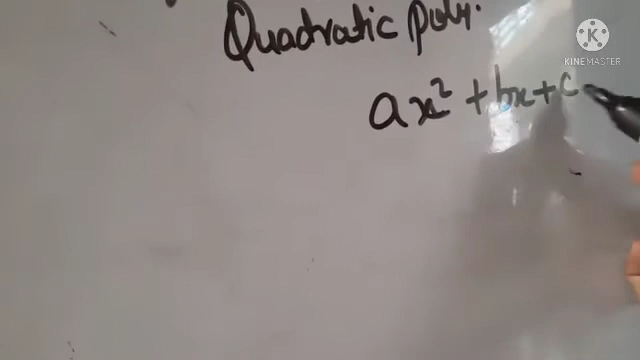 Quadratic poly.
K
KINEMASTER
ax² + bx + c